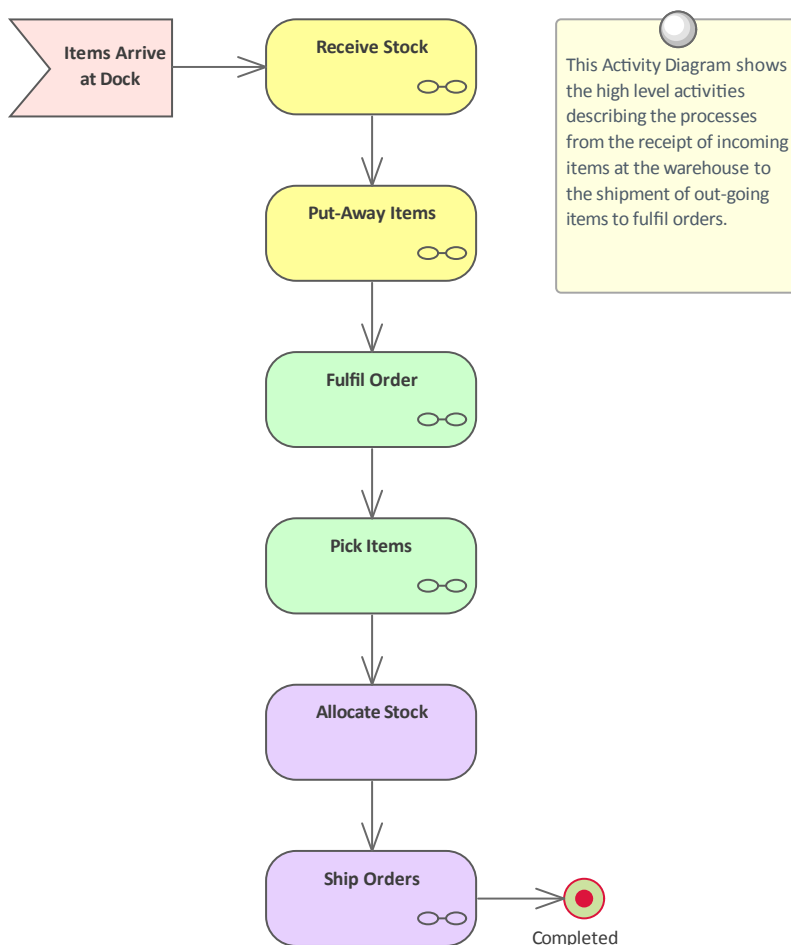 Items Arrive
at Dock
Receive Stock
This Activity Diagram shows
the high level activities
describing the processes
from the receipt of incoming
items at the warehouse to
the shipment of out-going
items to fulfil orders.
Put-Away Items
Fulfil Order
Pick Items
Allocate Stock
Ship Orders
Completed